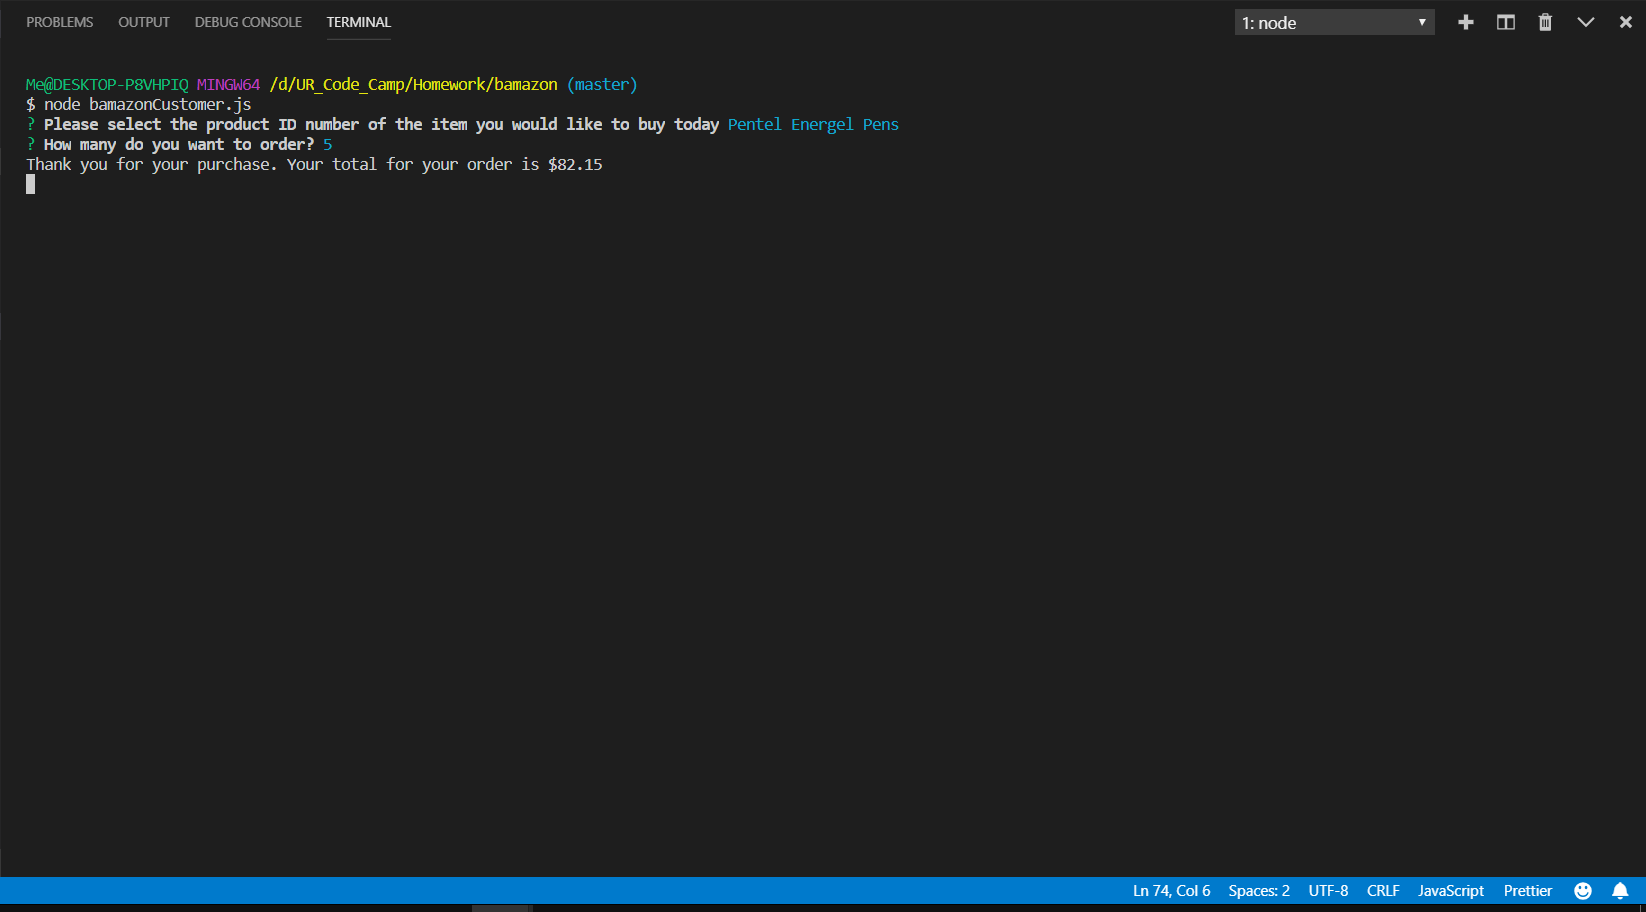 PROBLEMS OUTPUT DEBUG CONSOLE TERMINAL 1: node
Me@DESKTOP-P8VHPIQ MINGW64 /d/UR_Code_Camp/Homework/bamazon (master)
$ node bamazonCustomer.js
? Please select the product ID number of the item you would like to buy today Pentel Energel Pens
? How many do you want to order? 5
Thank you for your purchase. Your total for your order is $82.15
Ln 74, Col 6 Spaces: 2 UTF-8 CRLF JavaScript Prettier